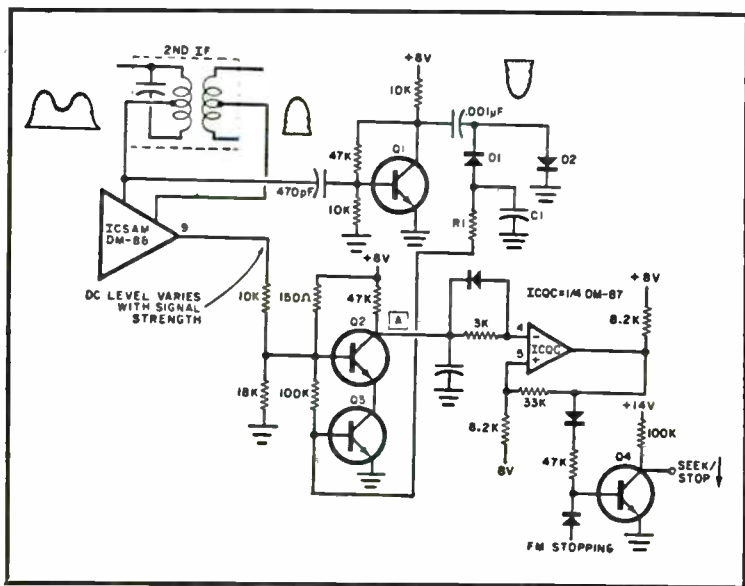 2ND IF
+8V
10K
.001µF
47K
Q1
D1
D2
470pF
10K
R1
C1
ICSAM
DM-86
9
DC LEVEL VARIES
WITH SIGNAL
STRENGTH
+8V
10K
150Ω
47K
A
Q2
18K
100K
Q3
ICQC=1/4 DM-87
+8V
8.2K
3K
4
ICQC
5
33K
8.2K
8V
+14V
100K
47K
Q4
SEEK/
STOP
FM STOPPING